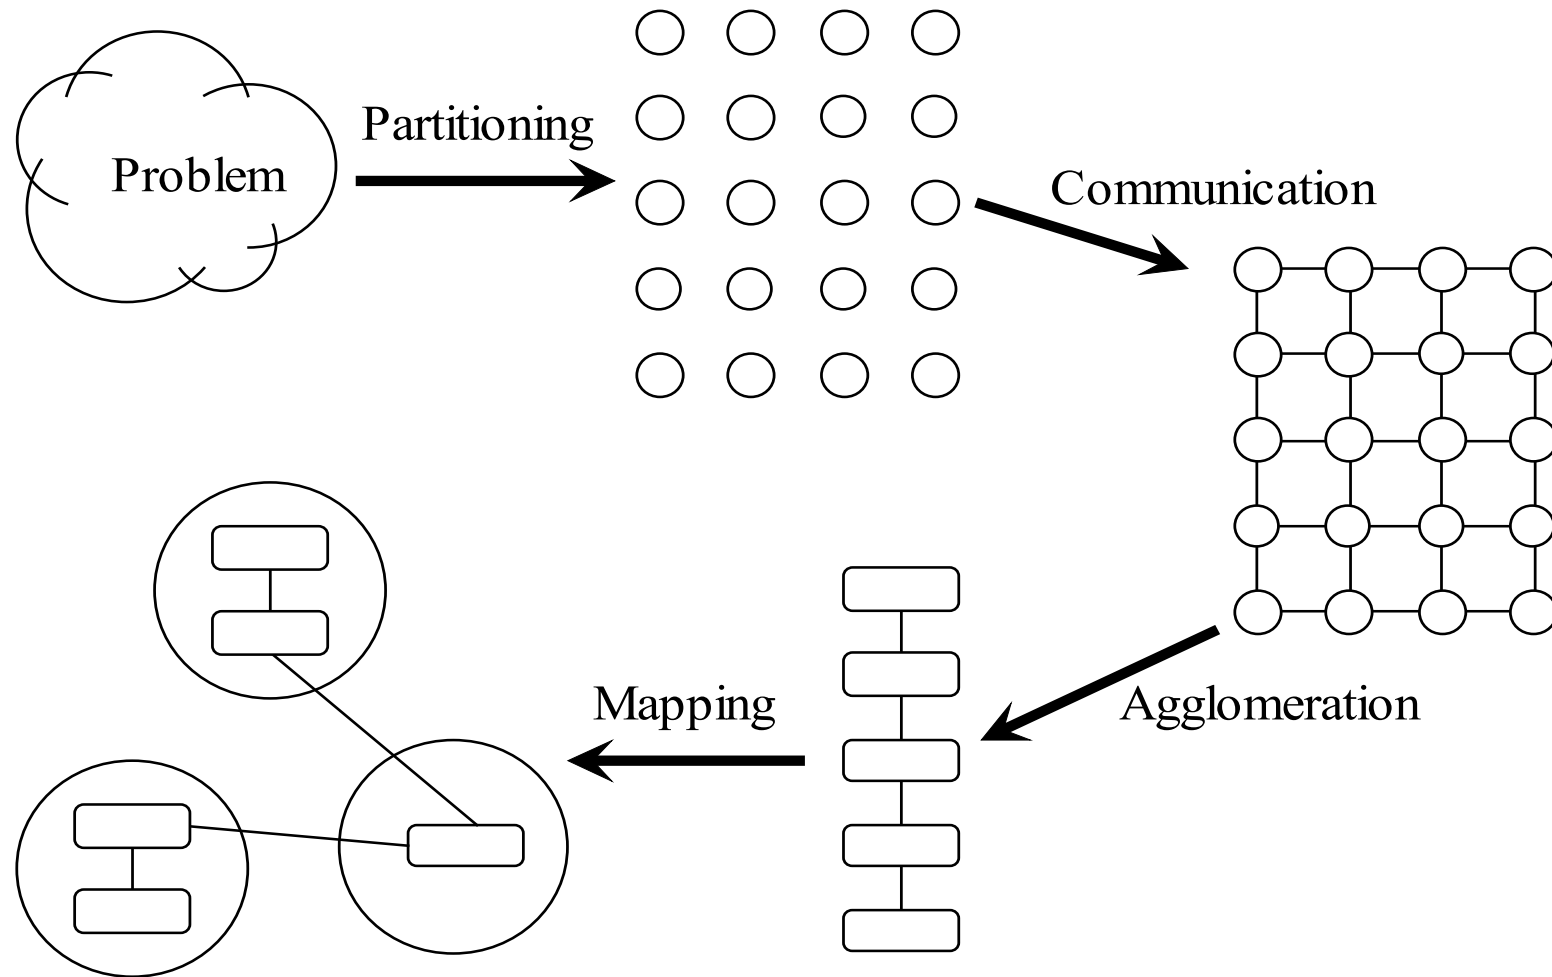 Problem
Partitioning
Communication
Agglomeration
Mapping